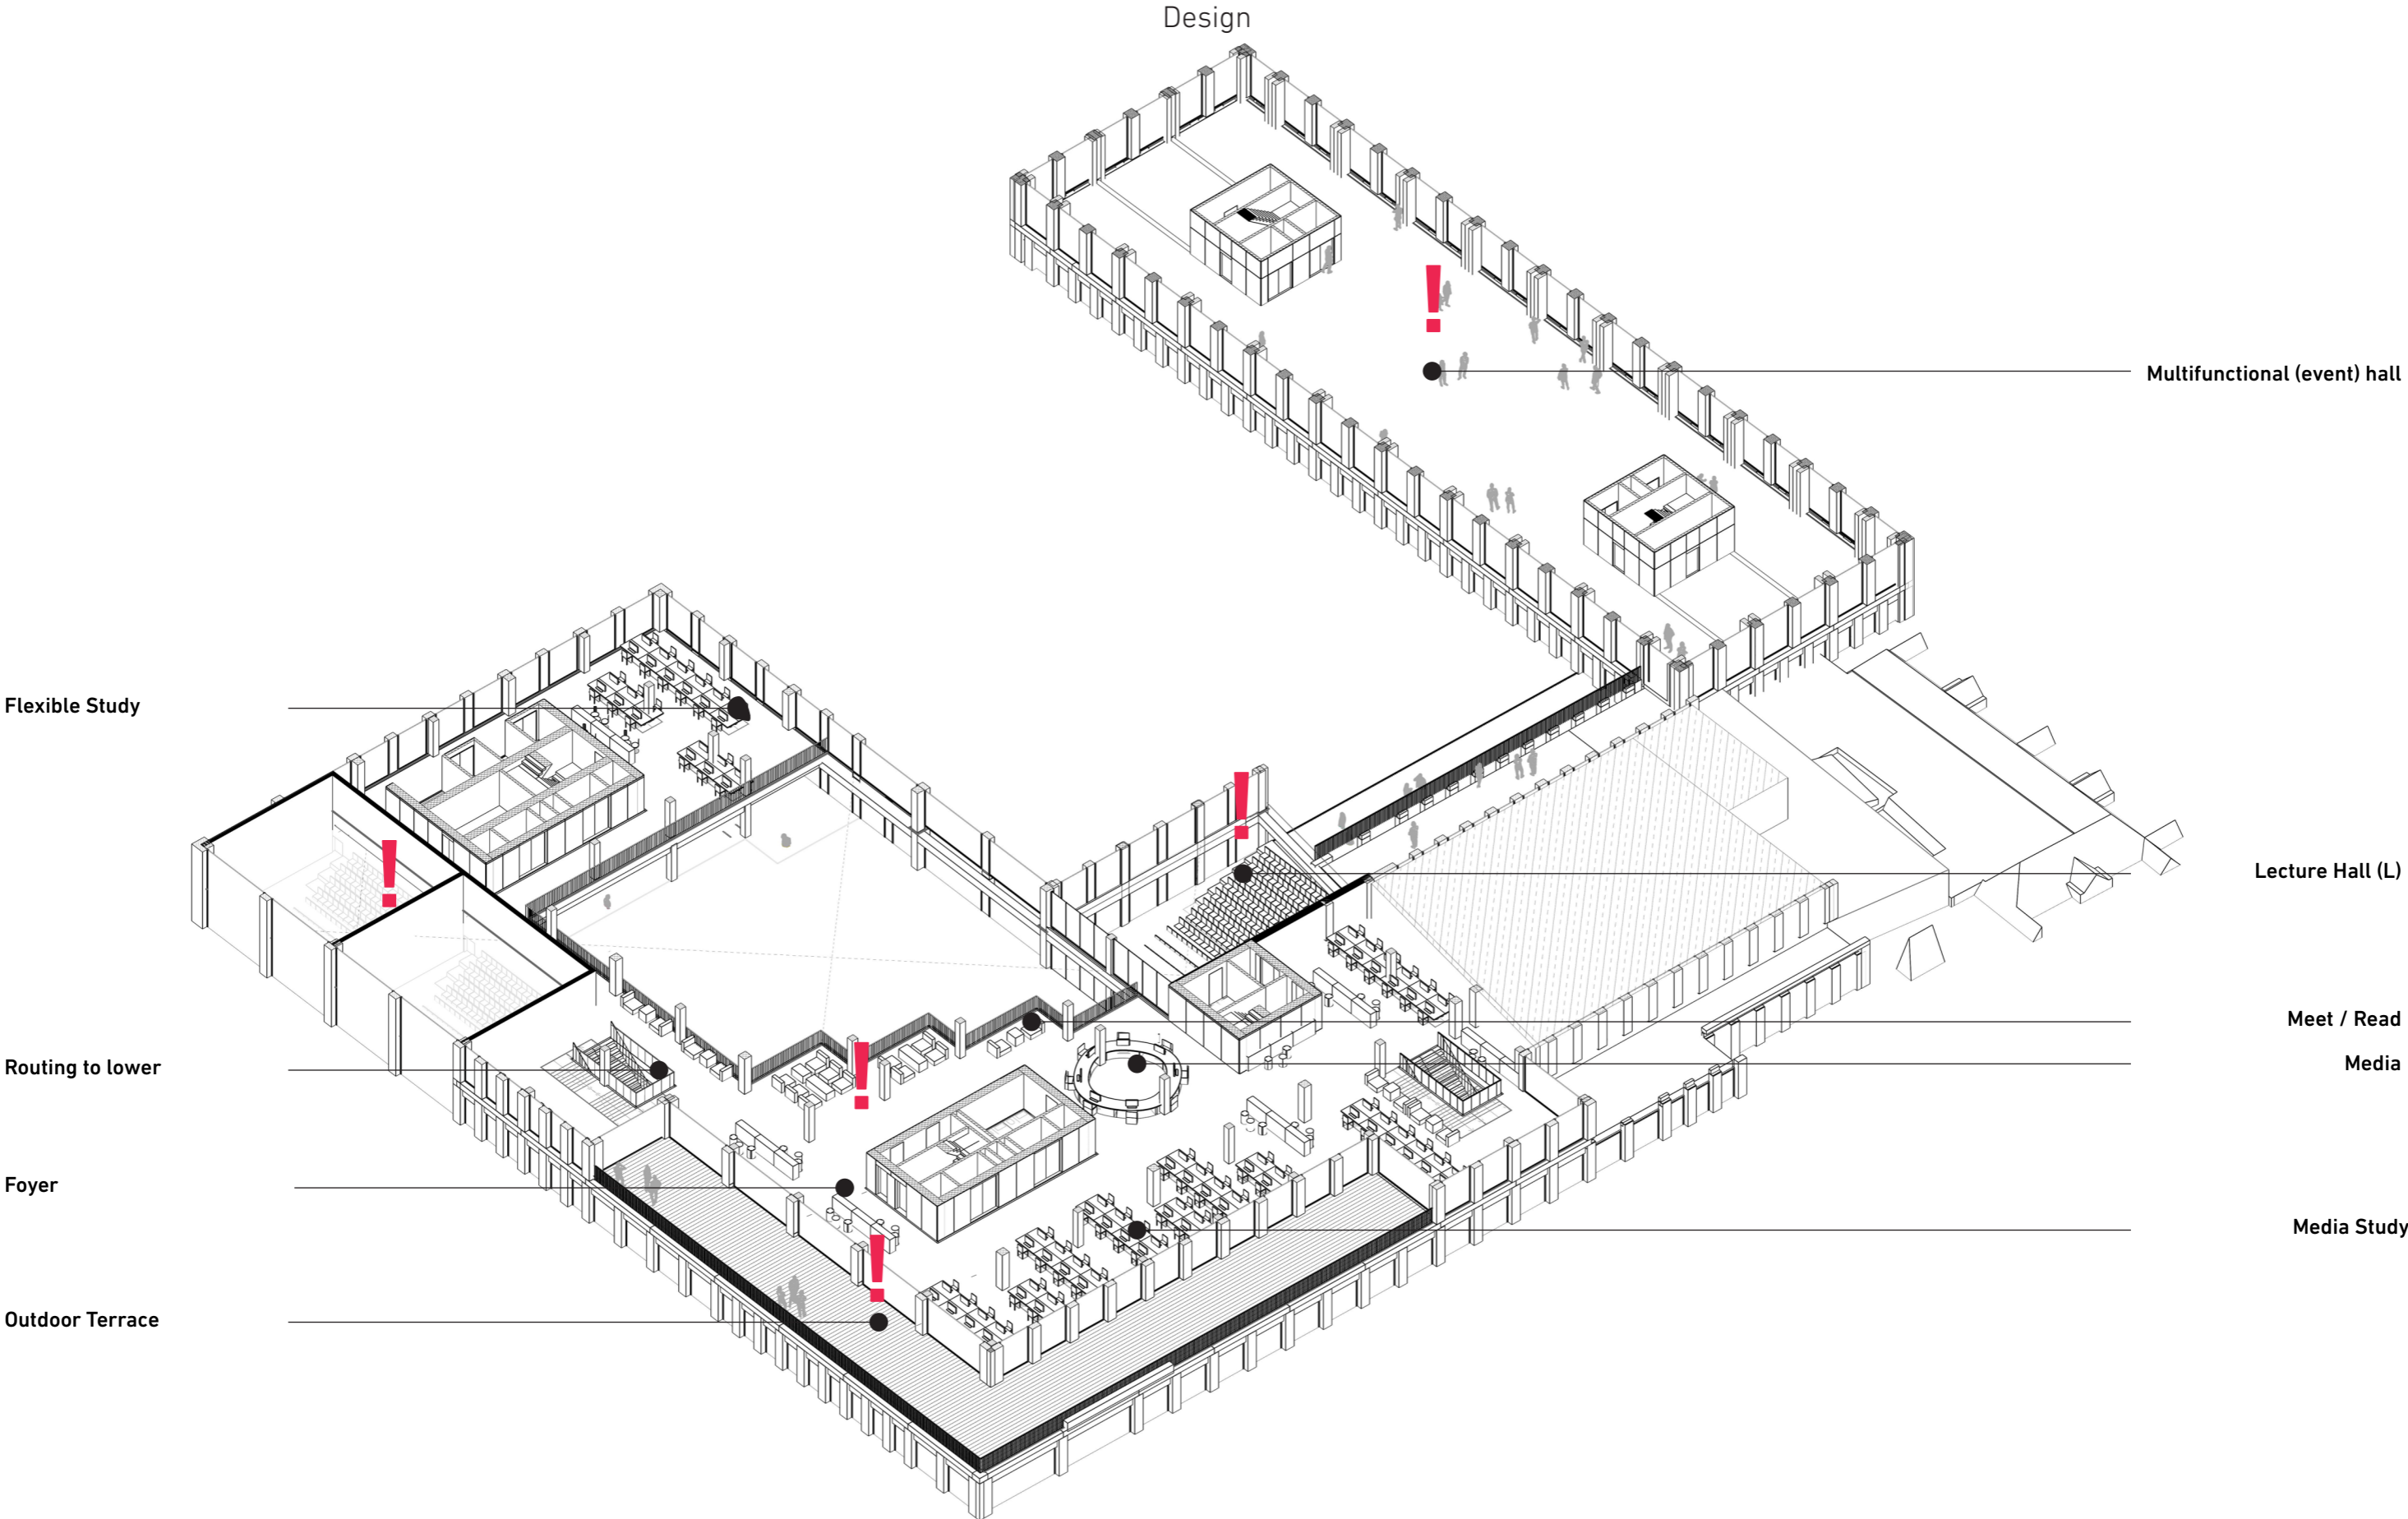 Design
Multifunctional (event) hall
Flexible Study
Lecture Hall (L)
Meet / Read
Routing to lower
Media
Foyer
Media Study
Outdoor Terrace